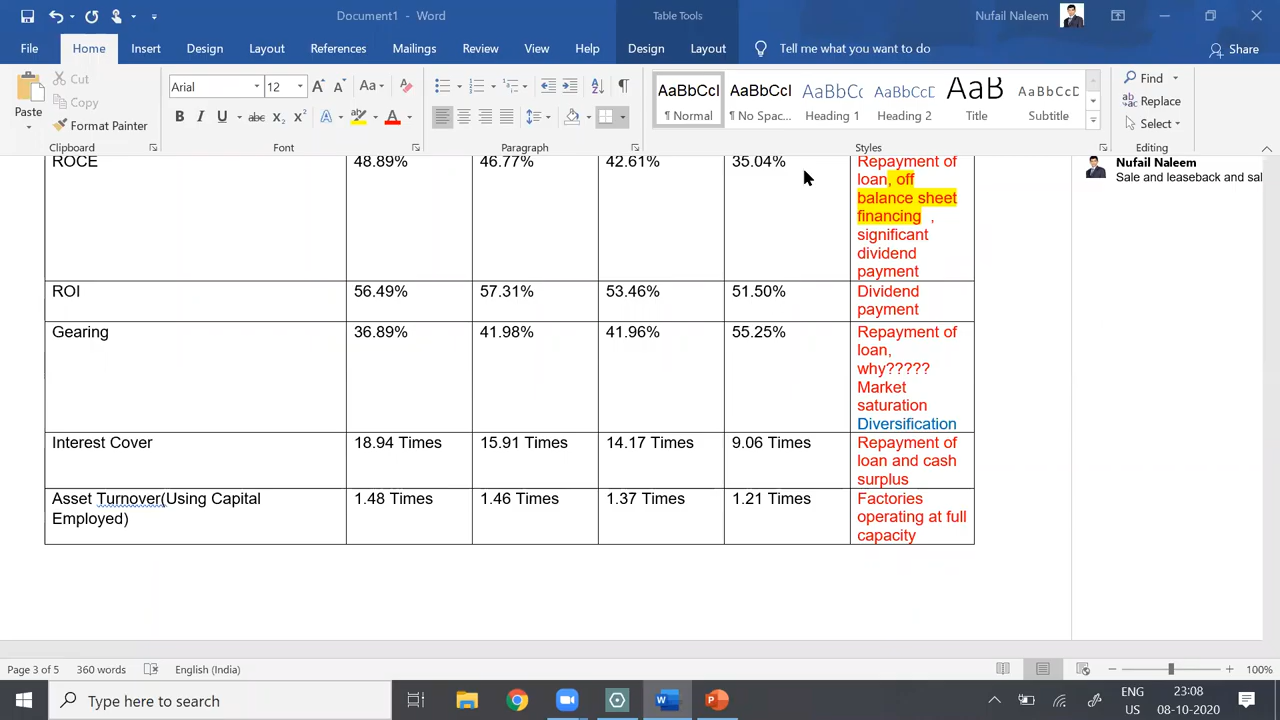 Document1 - Word
Table Tools
Nufail Naleem
File Home Insert Design Layout References Mailings Review View Help Design Layout Tell me what you want to do Share
Paste
Cut
Copy
Format Painter
Clipboard
Arial 12
Font
Paragraph
AaBbCcI AaBbCcI AaBbCc AaBbCcD AaB AaBbCcD
¶ Normal ¶ No Spac... Heading 1 Heading 2 Title Subtitle
Styles
Find
Replace
Select
Editing
ROCE 48.89% 46.77% 42.61% 35.04% Repayment of
loan, off
balance sheet
financing ,
significant
dividend
payment
ROI 56.49% 57.31% 53.46% 51.50% Dividend
payment
Gearing 36.89% 41.98% 41.96% 55.25% Repayment of
loan,
why?????
Market
saturation
Diversification
Interest Cover 18.94 Times 15.91 Times 14.17 Times 9.06 Times Repayment of
loan and cash
surplus
Asset Turnover(Using Capital
Employed) 1.48 Times 1.46 Times 1.37 Times 1.21 Times Factories
operating at full
capacity
Nufail Naleem
Sale and leaseback and sal
Page 3 of 5 360 words English (India) 100%
Type here to search
ENG
US
23:08
08-10-2020